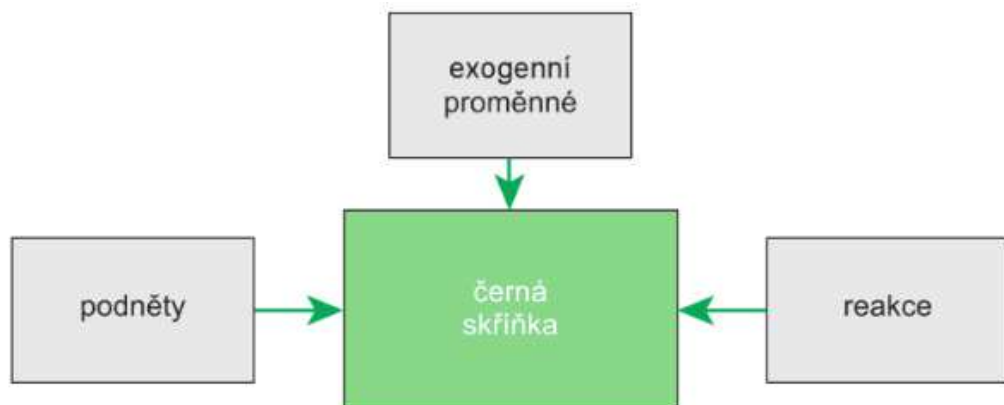 exogenní
proměnné
podněty
černá
skříňka
reakce